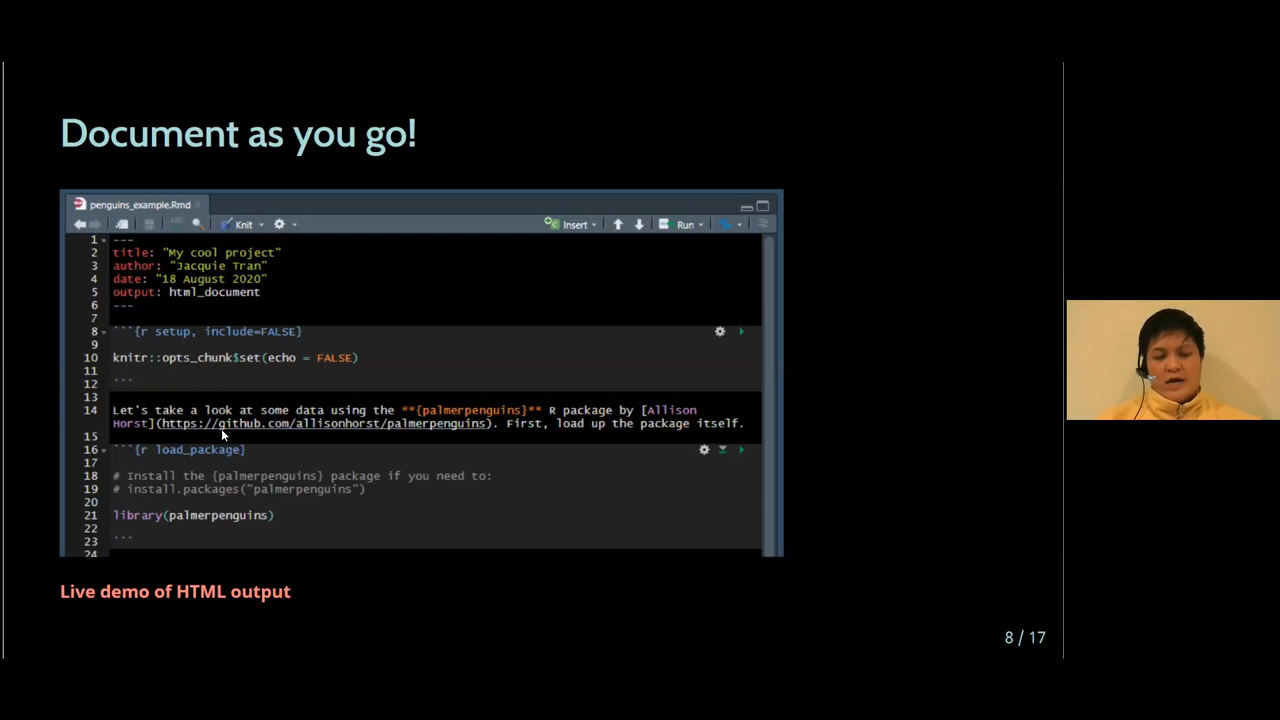 Document as you go!
penguins_example.Rmd
Knit
Insert
Run
1 ---
2 title: "My cool project"
3 author: "Jacquie Tran"
4 date: "18 August 2020"
5 output: html_document
6 ---
7
8 ```{r setup, include=FALSE}
9
10 knitr::opts_chunk$set(echo = FALSE)
11
12 ```
13
14 Let's take a look at some data using the **{palmerpenguins}** R package by [Allison
Horst](https://github.com/allisonhorst/palmerpenguins). First, load up the package itself.
15
16 ```{r load_package}
17
18 # Install the {palmerpenguins} package if you need to:
19 # install.packages("palmerpenguins")
20
21 library(palmerpenguins)
22
23 ```
24
Live demo of HTML output
8 / 17